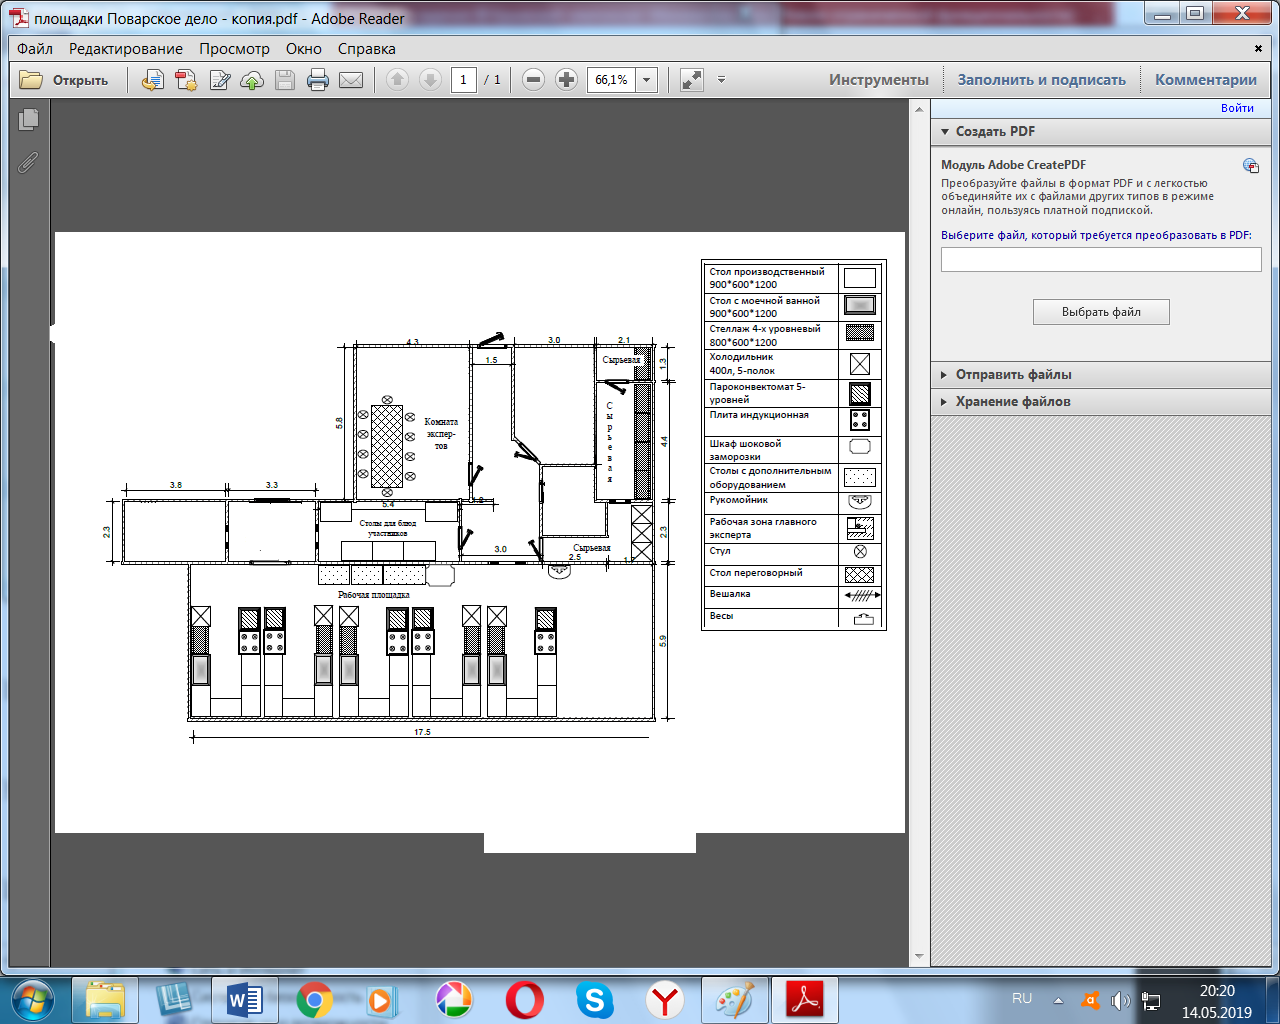 площадки Поварское дело - копия.pdf - Adobe Reader
Файл Редактирование Просмотр Окно Справка
Открыть 1 / 1 66,1% Инструменты Заполнить и подписать Комментарии
Войти
Создать PDF
Модуль Adobe CreatePDF
Преобразуйте файлы в формат PDF и с легкостью
объединяйте их с файлами других типов в режиме
онлайн, пользуясь платной подпиской.
Выберите файл, который требуется преобразовать в PDF:
Выбрать файл
Отправить файлы
Хранение файлов
Стол производственный
900*600*1200
Стол с моечной ванной
900*600*1200
Стеллаж 4-х уровневый
800*600*1200
Холодильник
400л, 5-полок
Пароконвектомат 5-
уровней
Плита индукционная
Шкаф шоковой
заморозки
Столы с дополнительным
оборудованием
Рукомойник
Рабочая зона главного
эксперта
Стул
Стол переговорный
Вешалка
Весы
4.3 3.0 2.1
1.5
Сырьевая
1.3
5.8
Комната
экспер-
тов
Сырьевая
4.4
3.8 3.3
5.4
2.3
Столы для блюд
участников
3.0
Сырьевая
2.5
2.3
Рабочая площадка
5.9
17.5
RU
20:20
14.05.2019